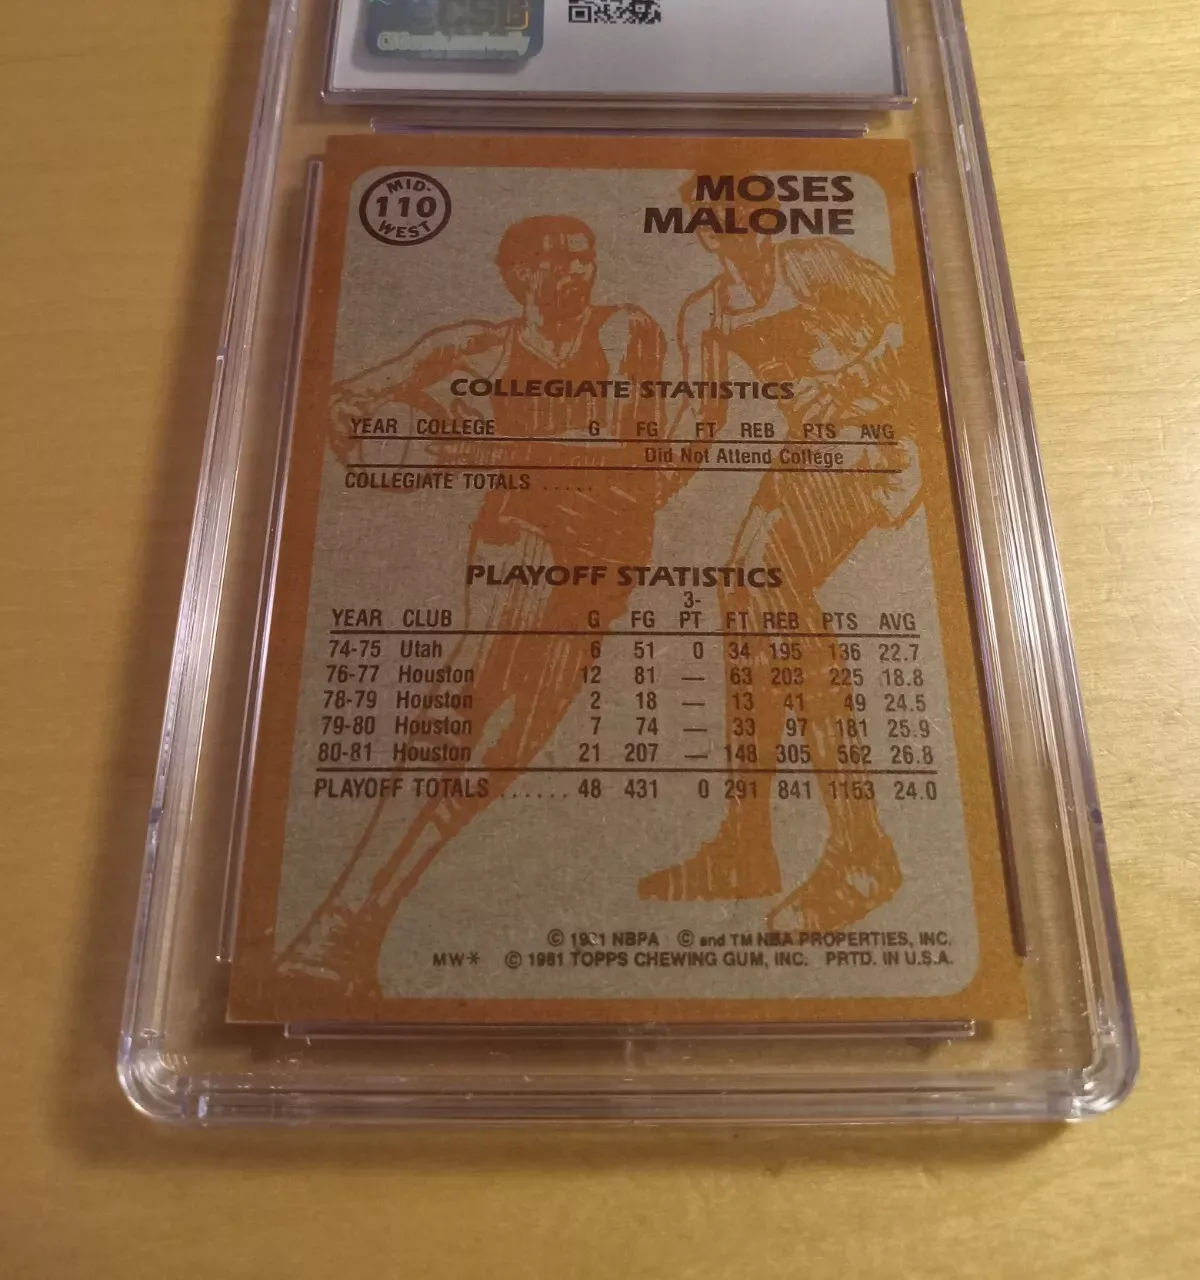 CSG
MID-
110
WEST
MOSES
MALONE
COLLEGIATE STATISTICS
YEAR COLLEGE G FG FT REB PTS AVG
Did Not Attend College
COLLEGIATE TOTALS .....
PLAYOFF STATISTICS
3-
YEAR CLUB G FG PT FT REB PTS AVG
74-75 Utah 6 51 0 34 195 136 22.7
76-77 Houston 12 81 — 63 203 225 18.8
78-79 Houston 2 18 — 13 41 49 24.5
79-80 Houston 7 74 — 33 97 181 25.9
80-81 Houston 21 207 — 148 305 562 26.8
PLAYOFF TOTALS ...... 48 431 0 291 841 1153 24.0
© 1981 NBPA © and TM NBA PROPERTIES, INC.
MW* © 1981 TOPPS CHEWING GUM, INC. PRTD. IN U.S.A.